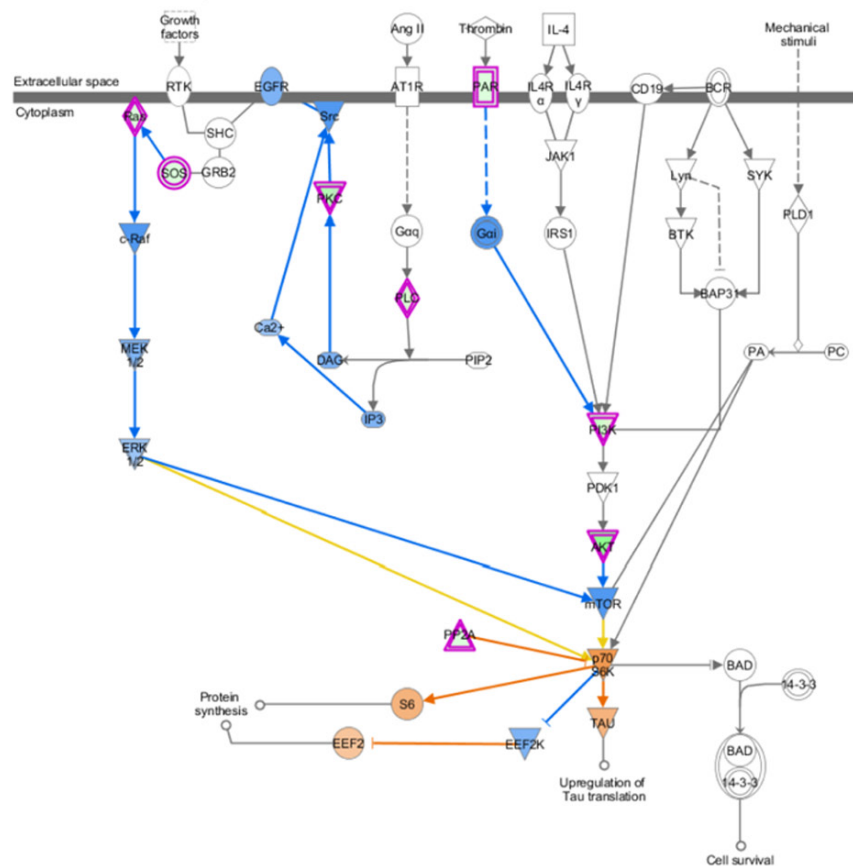 Growth
factors
Ang II
Thrombin
IL-4
Mechanical
stimuli
Extracellular space
RTK
EGFR
AT1R
PAR
IL4R
α
IL4R
γ
CD19
BCR
Cytoplasm
Ras
Src
SHC
JAK1
SOS
GRB2
PKC
Lyn
SYK
c-Raf
Gαq
Gαi
IRS1
BTK
PLD1
PLC
BAP31
Ca2+
MEK
1/2
DAG
PIP2
PA
PC
IP3
PI3K
ERK
1/2
PDK1
AKT
mTOR
PP2A
p70
S6K
BAD
14-3-3
Protein
synthesis
S6
TAU
EEF2
EEF2K
BAD
14-3-3
Upregulation of
Tau translation
Cell survival